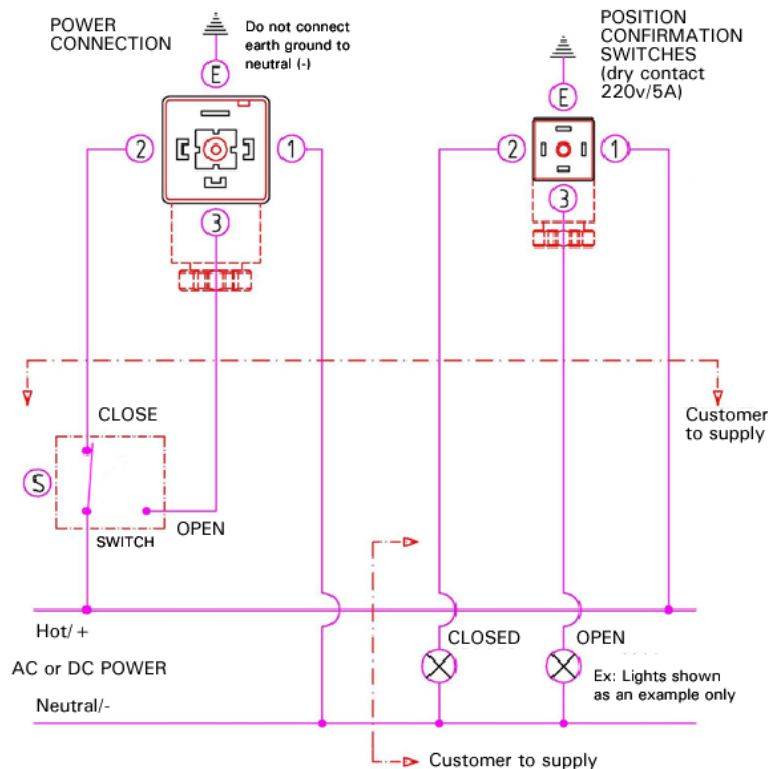 POWER
CONNECTION
Do not connect
earth ground to
neutral (-)
POSITION
CONFIRMATION
SWITCHES
(dry contact
220v/5A)
E
E
2
1
2
1
3
3
CLOSE
Customer
to supply
S
OPEN
SWITCH
Hot/ +
CLOSED
OPEN
AC or DC POWER
Ex: Lights shown
as an example only
Neutral/-
Customer to supply